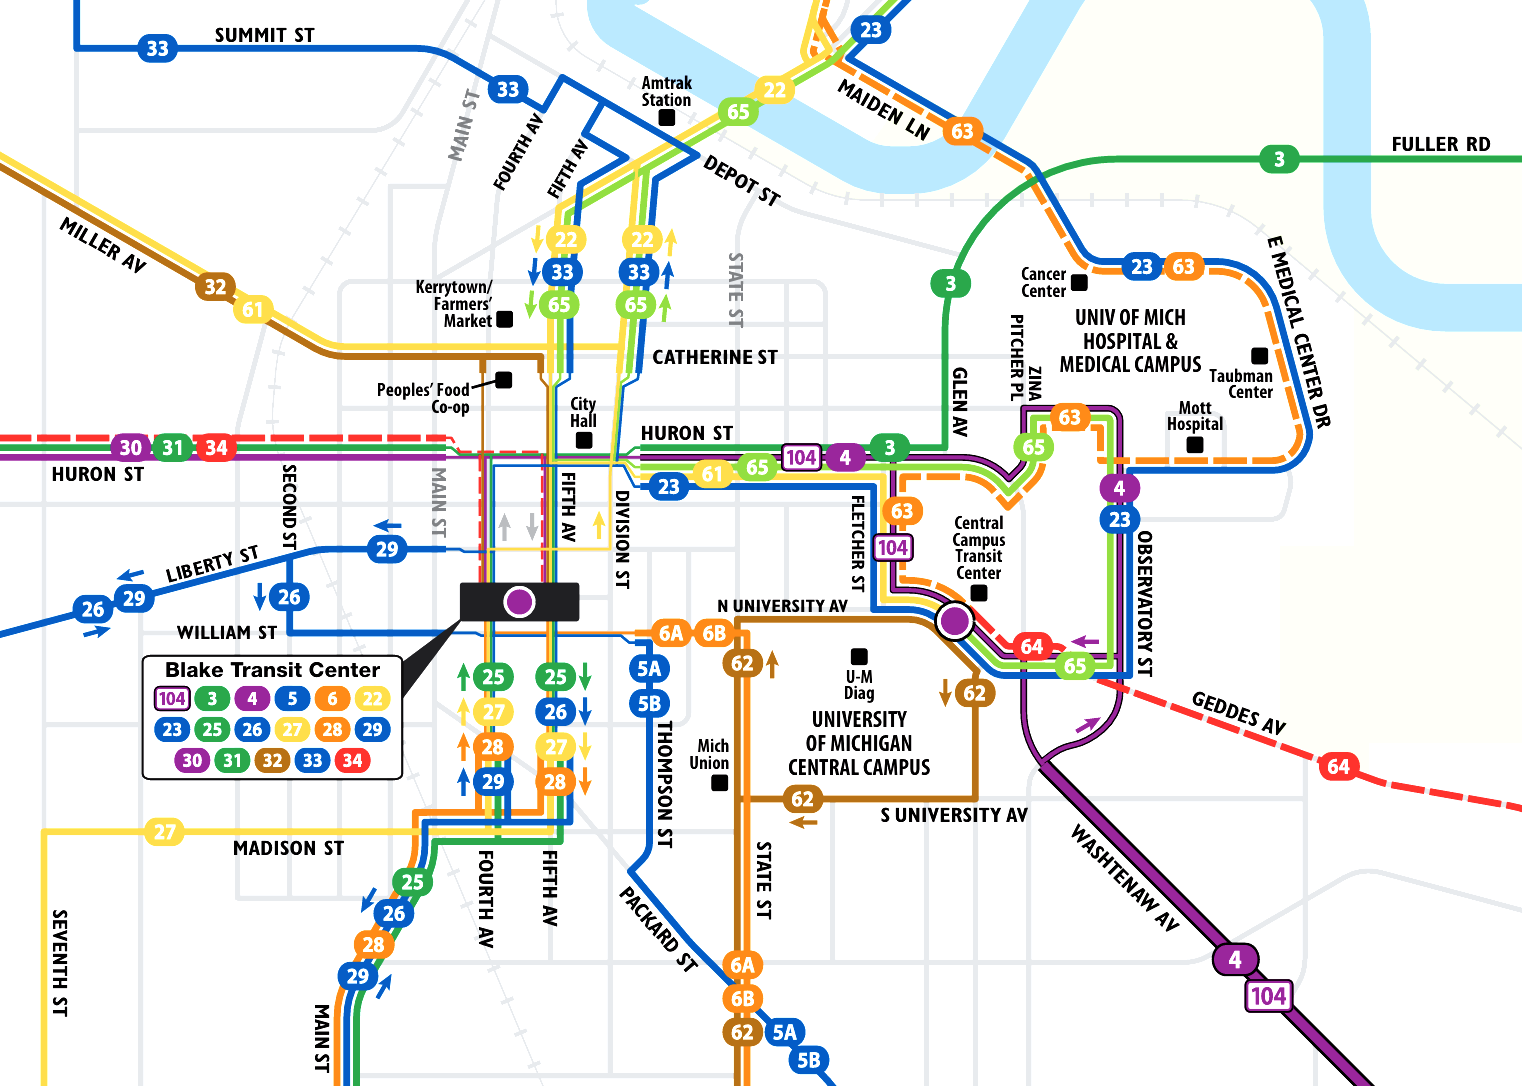 SUMMIT ST
33
33
23
22
65
Amtrak
Station
MAIN ST
FOURTH AV
FIFTH AV
DEPOT ST
MAIDEN LN
63
FULLER RD
3
MILLER AV
32
61
22
22
33
33
65
65
Kerrytown/
Farmers'
Market
STATE ST
3
Cancer
Center
23
63
E MEDICAL CENTER DR
UNIV OF MICH
HOSPITAL &
MEDICAL CAMPUS
PITCHER PL
ZINA
Taubman
Center
Mott
Hospital
CATHERINE ST
Peoples' Food
Co-op
City
Hall
GLEN AV
63
65
30
31
34
HURON ST
HURON ST
104
4
3
61
65
23
4
23
SECOND ST
MAIN ST
FIFTH AV
DIVISION ST
FLETCHER ST
63
104
Central
Campus
Transit
Center
OBSERVATORY ST
LIBERTY ST
29
29
26
26
WILLIAM ST
N UNIVERSITY AV
6A
6B
64
65
Blake Transit Center
104
3
4
5
6
22
23
25
26
27
28
29
30
31
32
33
34
25
25
27
26
28
27
29
28
5A
5B
62
62
U-M
Diag
UNIVERSITY
OF MICHIGAN
CENTRAL CAMPUS
Mich
Union
THOMPSON ST
62
S UNIVERSITY AV
GEDDES AV
64
27
MADISON ST
FOURTH AV
FIFTH AV
STATE ST
PACKARD ST
WASHTENAW AV
25
26
28
29
SEVENTH ST
MAIN ST
6A
6B
62
5A
5B
4
104